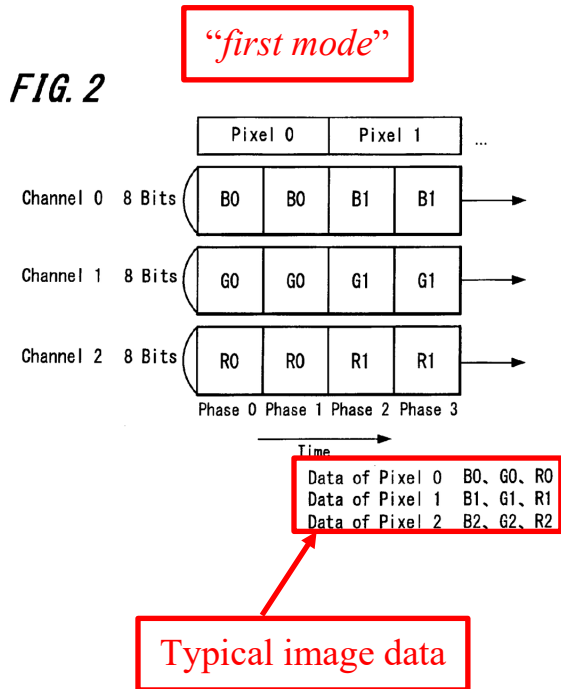 “first mode”
FIG. 2
Pixel 0 Pixel 1 ...
Channel 0 8 Bits B0 B0 B1 B1
Channel 1 8 Bits G0 G0 G1 G1
Channel 2 8 Bits R0 R0 R1 R1
Phase 0 Phase 1 Phase 2 Phase 3
Time
Data of Pixel 0 B0、G0、R0
Data of Pixel 1 B1、G1、R1
Data of Pixel 2 B2、G2、R2
Typical image data